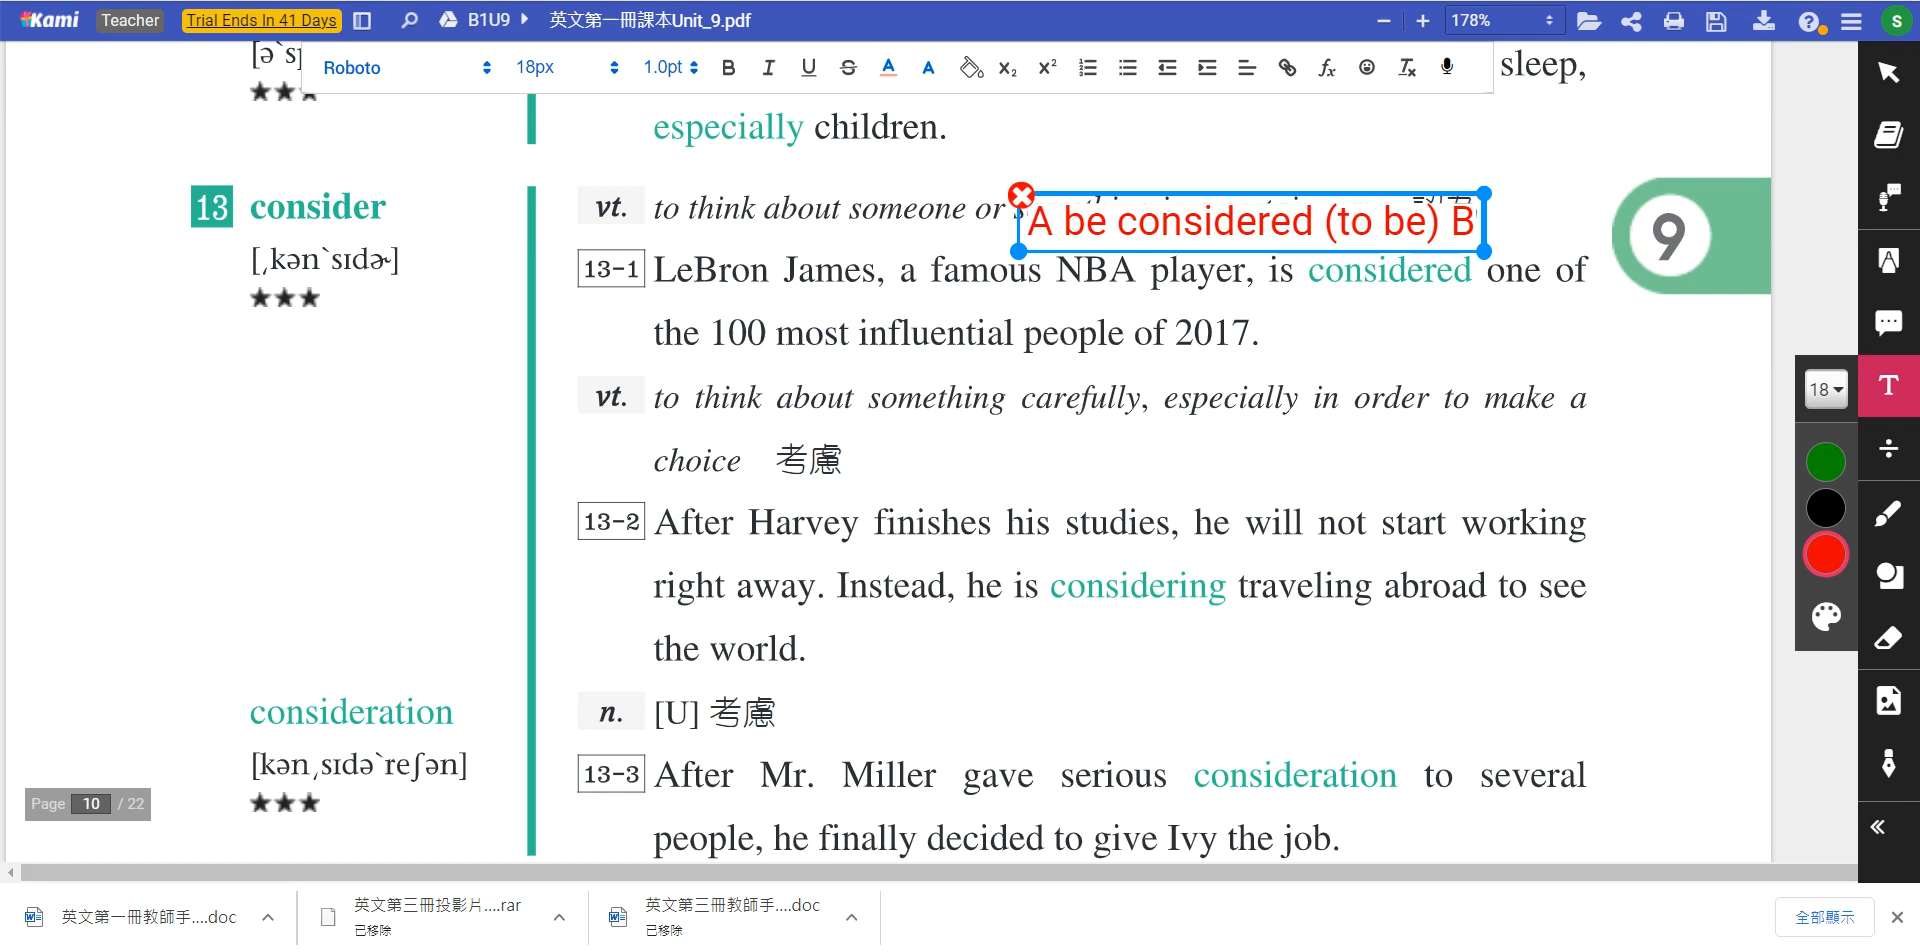 Kami Teacher Trial Ends In 41 Days B1U9 英文第一冊課本Unit_9.pdf 178% S
Roboto 18px 1.0pt B I U S A A X₂ X² fx Tx
sleep,
especially children.
13 consider vt. to think about someone or
A be considered (to be) B
[ˌkən`sɪdɚ]
★★★
13-1 LeBron James, a famous NBA player, is considered one of
the 100 most influential people of 2017.
9
vt. to think about something carefully, especially in order to make a
choice 考慮
13-2 After Harvey finishes his studies, he will not start working
right away. Instead, he is considering traveling abroad to see
the world.
consideration n. [U] 考慮
[kənˌsɪdə`reʃən]
★★★
13-3 After Mr. Miller gave serious consideration to several
people, he finally decided to give Ivy the job.
18
T
Page 10 / 22
英文第一冊教師手....doc
英文第三冊投影片....rar
已移除
英文第三冊教師手....doc
已移除
全部顯示